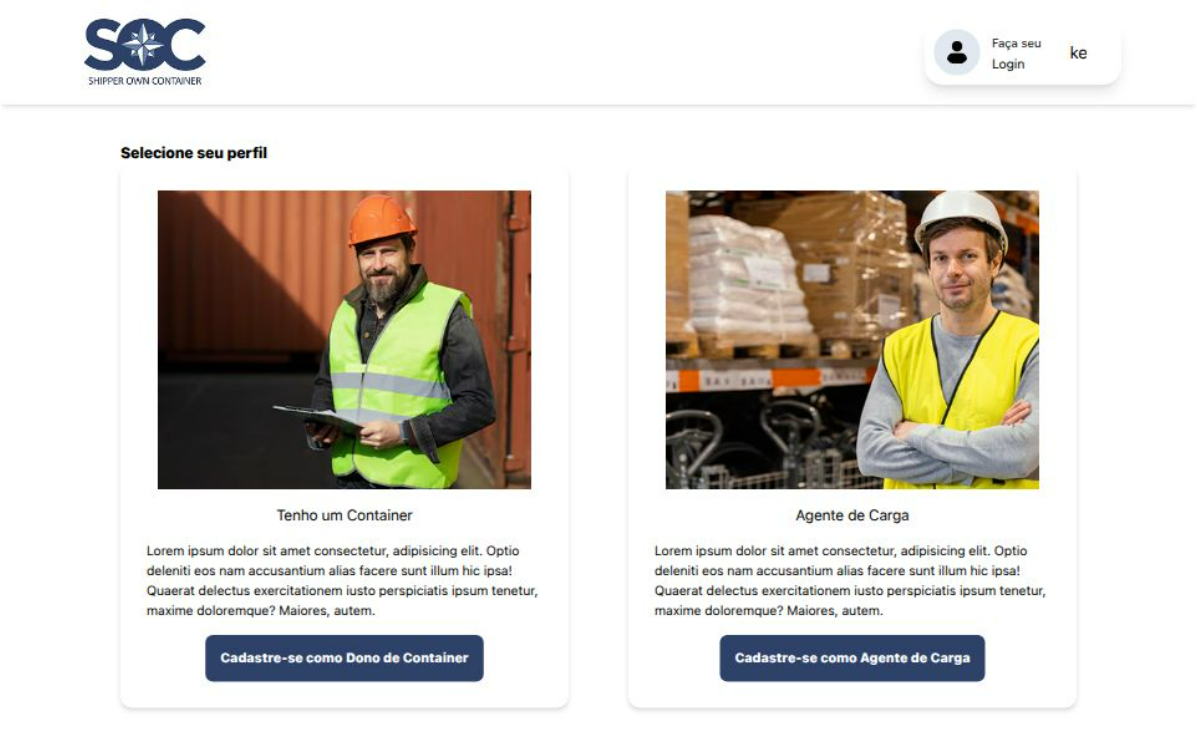 SOC
SHIPPER OWN CONTAINER
Faça seu
Login
ke
Selecione seu perfil
Tenho um Container
Lorem ipsum dolor sit amet consectetur, adipisicing elit. Optio
deleniti eos nam accusantium alias facere sunt illum hic ipsa!
Quaerat delectus exercitationem iusto perspiciatis ipsum tenetur,
maxime doloremque? Maiores, autem.
Cadastre-se como Dono de Container
Agente de Carga
Lorem ipsum dolor sit amet consectetur, adipisicing elit. Optio
deleniti eos nam accusantium alias facere sunt illum hic ipsa!
Quaerat delectus exercitationem iusto perspiciatis ipsum tenetur,
maxime doloremque? Maiores, autem.
Cadastre-se como Agente de Carga